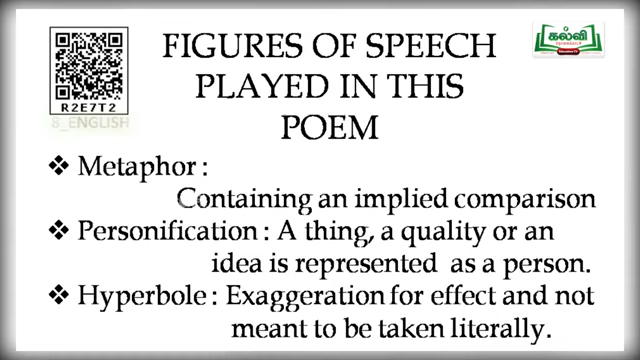 FIGURES OF SPEECH
PLAYED IN THIS
POEM
கல்வி
R2E7T2
8_ENGLISH
❖ Metaphor :
Containing an implied comparison
❖ Personification : A thing, a quality or an
idea is represented as a person.
❖ Hyperbole : Exaggeration for effect and not
meant to be taken literally.